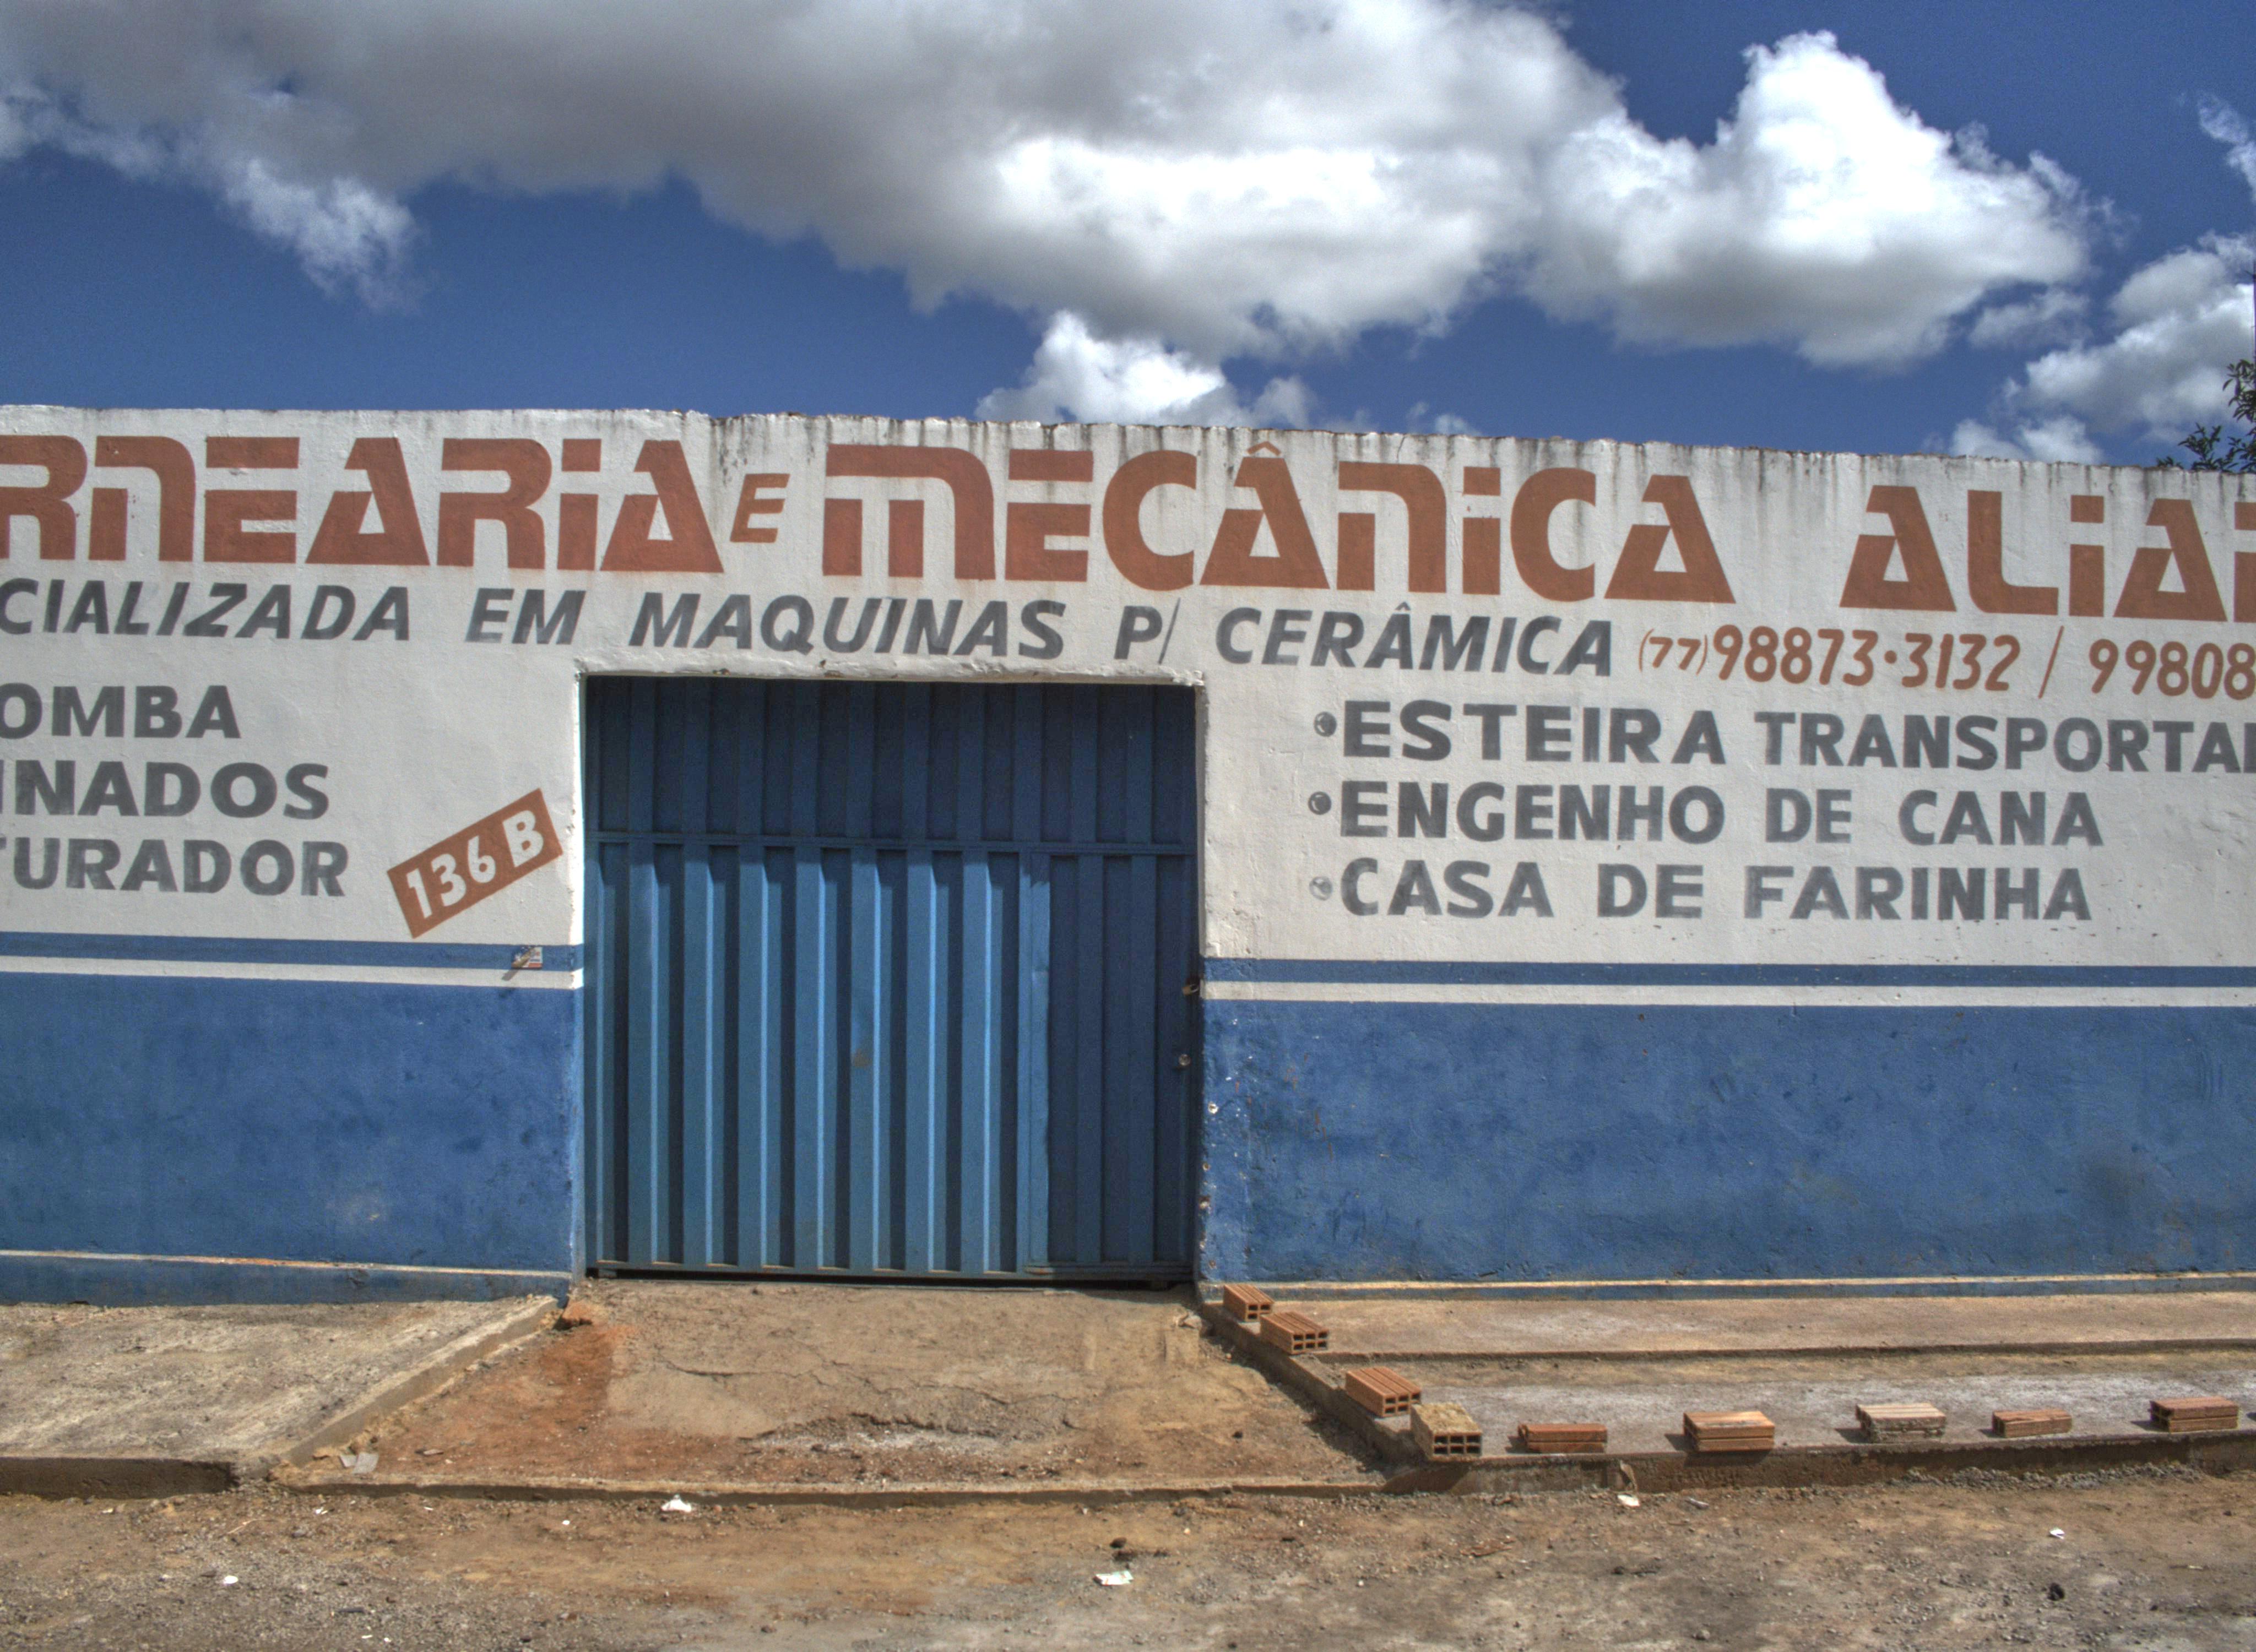 RNEARIA E MECÂNICA ALIA
CIALIZADA EM MAQUINAS P/ CERÂMICA (77) 98873·3132 / 99808
OMBA
INADOS
TURADOR
136 B
•ESTEIRA TRANSPORTA
•ENGENHO DE CANA
•CASA DE FARINHA